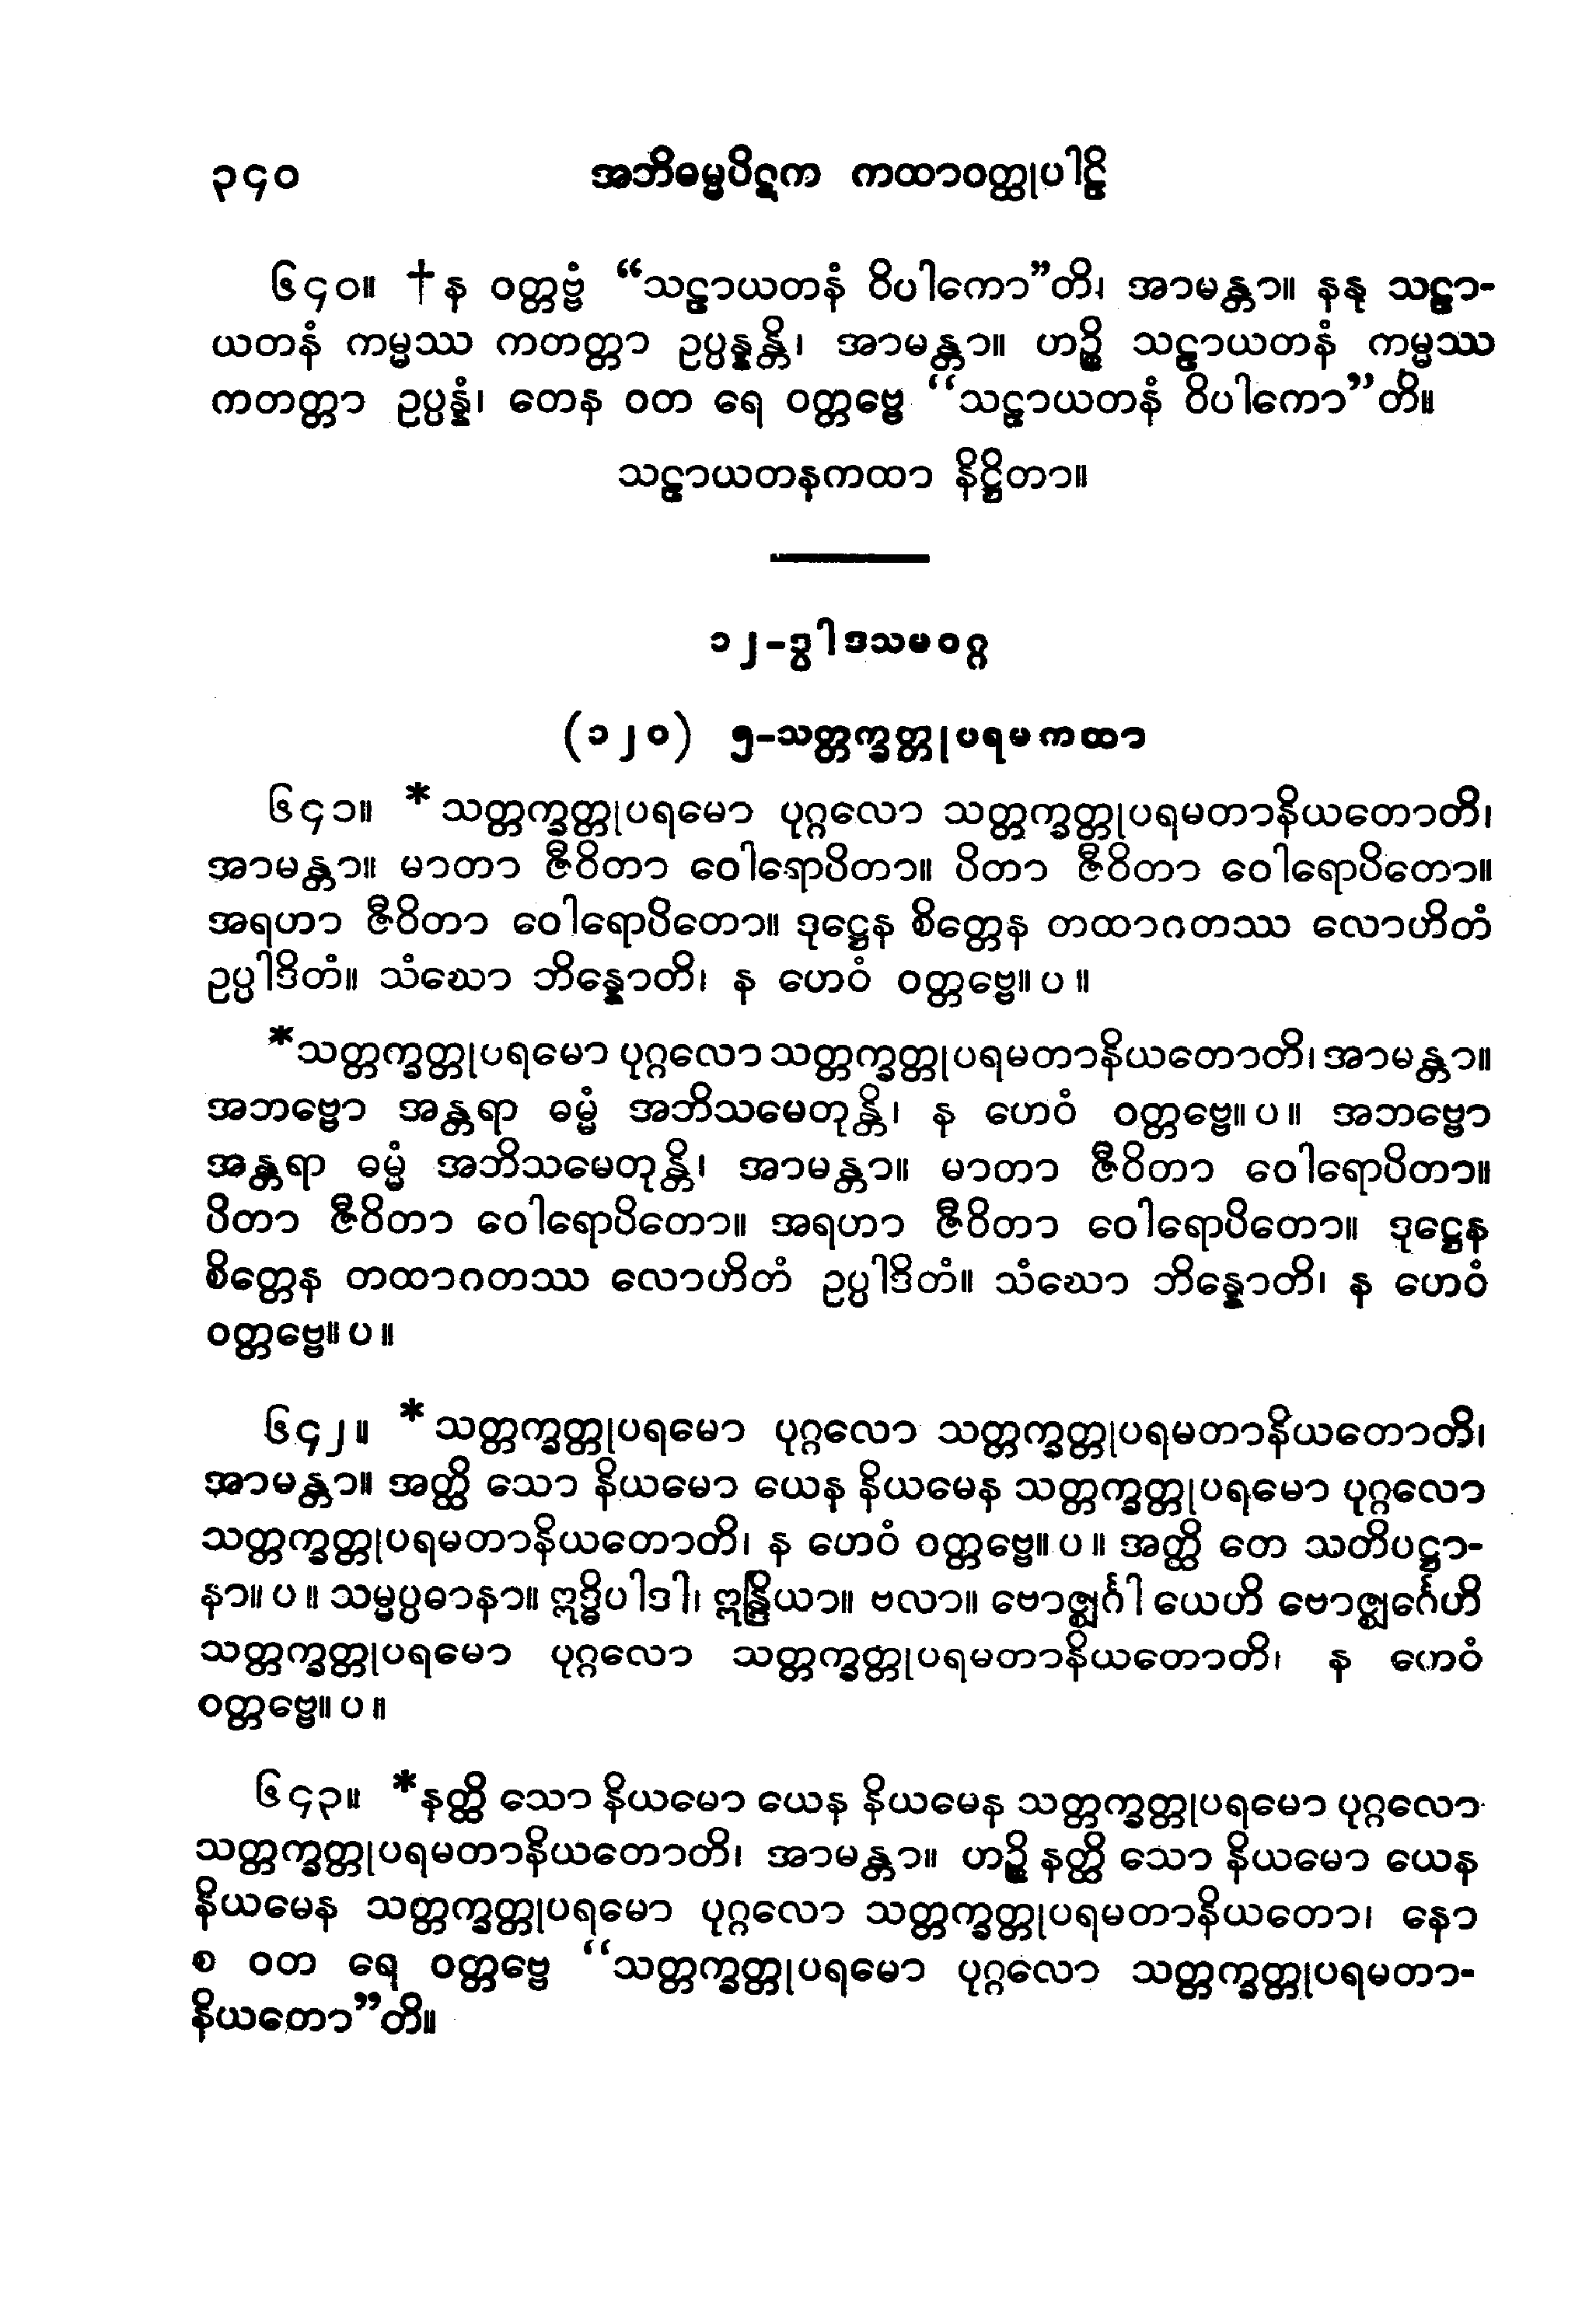 ၃၄၀ အဘိဓမ္မပိဋက ကထာဝတ္ထုပါဠိ
၆၄၀။ †န ဝတ္တဗ္ဗံ “သဠာယတနံ ဝိပါကော”တိ၊ အာမန္တာ။ နနု သဠာ-
ယတနံ ကမ္မဿ ကတတ္တာ ဥပ္ပန္နန္တိ၊ အာမန္တာ။ ဟဉ္စိ သဠာယတနံ ကမ္မဿ
ကတတ္တာ ဥပ္ပန္နံ၊ တေန ဝတ ရေ ဝတ္တဗ္ဗေ “သဠာယတနံ ဝိပါကော”တိ။
သဠာယတနကထာ နိဋ္ဌိတာ။
၁၂-ဒွါဒသမဝဂ္ဂ
(၁၂၀) ၅-သတ္တက္ခတ္တုပရမကထာ
၆၄၁။ *သတ္တက္ခတ္တုပရမော ပုဂ္ဂလော သတ္တက္ခတ္တုပရမတာနိယတောတိ၊
အာမန္တာ။ မာတာ ဇီဝိတာ ဝေါရောပိတာ။ ပိတာ ဇီဝိတာ ဝေါရောပိတော။
အရဟာ ဇီဝိတာ ဝေါရောပိတော။ ဒုဋ္ဌေန စိတ္တေန တထာဂတဿ လောဟိတံ
ဥပ္ပါဒိတံ။ သံဃော ဘိန္နောတိ၊ န ဟေဝံ ဝတ္တဗ္ဗေ။ ပ ။
*သတ္တက္ခတ္တုပရမော ပုဂ္ဂလော သတ္တက္ခတ္တုပရမတာနိယတောတိ၊ အာမန္တာ။
အဘဗ္ဗော အန္တရာ ဓမ္မံ အဘိသမေတုန္တိ၊ န ဟေဝံ ဝတ္တဗ္ဗေ။ ပ ။ အဘဗ္ဗော
အန္တရာ ဓမ္မံ အဘိသမေတုန္တိ၊ အာမန္တာ။ မာတာ ဇီဝိတာ ဝေါရောပိတာ။
ပိတာ ဇီဝိတာ ဝေါရောပိတော။ အရဟာ ဇီဝိတာ ဝေါရောပိတော။ ဒုဋ္ဌေန
စိတ္တေန တထာဂတဿ လောဟိတံ ဥပ္ပါဒိတံ။ သံဃော ဘိန္နောတိ၊ န ဟေဝံ
ဝတ္တဗ္ဗေ။ ပ ။
၆၄၂။ *သတ္တက္ခတ္တုပရမော ပုဂ္ဂလော သတ္တက္ခတ္တုပရမတာနိယတောတိ၊
အာမန္တာ။ အတ္ထိ သော နိယမော ယေန နိယမေန သတ္တက္ခတ္တုပရမော ပုဂ္ဂလော
သတ္တက္ခတ္တုပရမတာနိယတောတိ၊ န ဟေဝံ ဝတ္တဗ္ဗေ။ ပ ။ အတ္ထိ တေ သတိပဋ္ဌာ-
နာ။ ပ ။ သမ္မပ္ပဓာနာ။ ဣဒ္ဓိပါဒါ၊ ဣန္ဒြိယာ။ ဗလာ။ ဗောဇ္ဈင်္ဂါ ယေဟိ ဗောဇ္ဈင်္ဂေဟိ
သတ္တက္ခတ္တုပရမော ပုဂ္ဂလော သတ္တက္ခတ္တုပရမတာနိယတောတိ၊ န ဟေဝံ
ဝတ္တဗ္ဗေ။ ပ ။
၆၄၃။ *နတ္ထိ သော နိယမော ယေန နိယမေန သတ္တက္ခတ္တုပရမော ပုဂ္ဂလော
သတ္တက္ခတ္တုပရမတာနိယတောတိ၊ အာမန္တာ။ ဟဉ္စိ နတ္ထိ သော နိယမော ယေန
နိယမေန သတ္တက္ခတ္တုပရမော ပုဂ္ဂလော သတ္တက္ခတ္တုပရမတာနိယတော၊ နော
စ ဝတ ရေ ဝတ္တဗ္ဗေ “သတ္တက္ခတ္တုပရမော ပုဂ္ဂလော သတ္တက္ခတ္တုပရမတာ-
နိယတော”တိ။